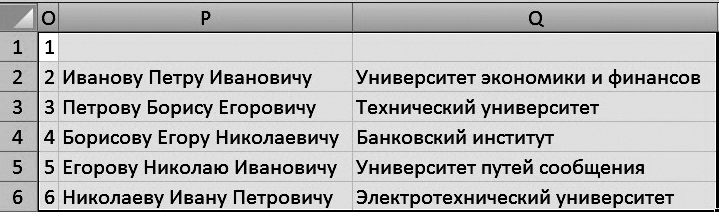 O P Q
1 1
2 2 Иванову Петру Ивановичу Университет экономики и финансов
3 3 Петрову Борису Егоровичу Технический университет
4 4 Борисову Егору Николаевичу Банковский институт
5 5 Егорову Николаю Ивановичу Университет путей сообщения
6 6 Николаеву Ивану Петровичу Электротехнический университет